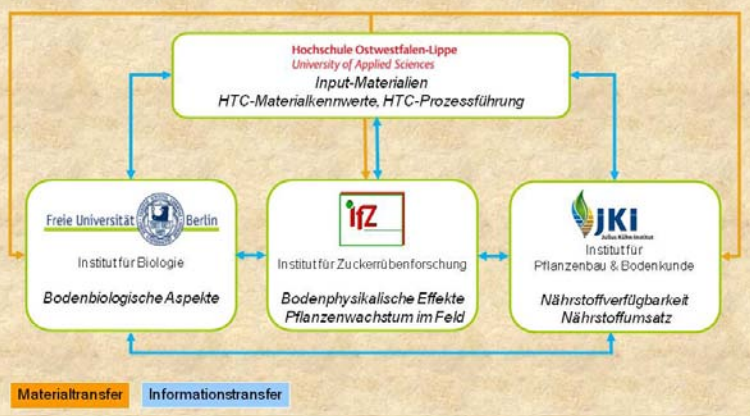 Hochschule Ostwestfalen-Lippe
University of Applied Sciences
Input-Materialien
HTC-Materialkennwerte, HTC-Prozessführung
Freie Universität Berlin
Institut für Biologie
Bodenbiologische Aspekte
ifZ
Institut für Zuckerrübenforschung
Bodenphysikalische Effekte
Pflanzenwachstum im Feld
JKI
Julius Kühn-Institut
Institut für
Pflanzenbau & Bodenkunde
Nährstoffverfügbarkeit
Nährstoffumsatz
Materialtransfer
Informationstransfer